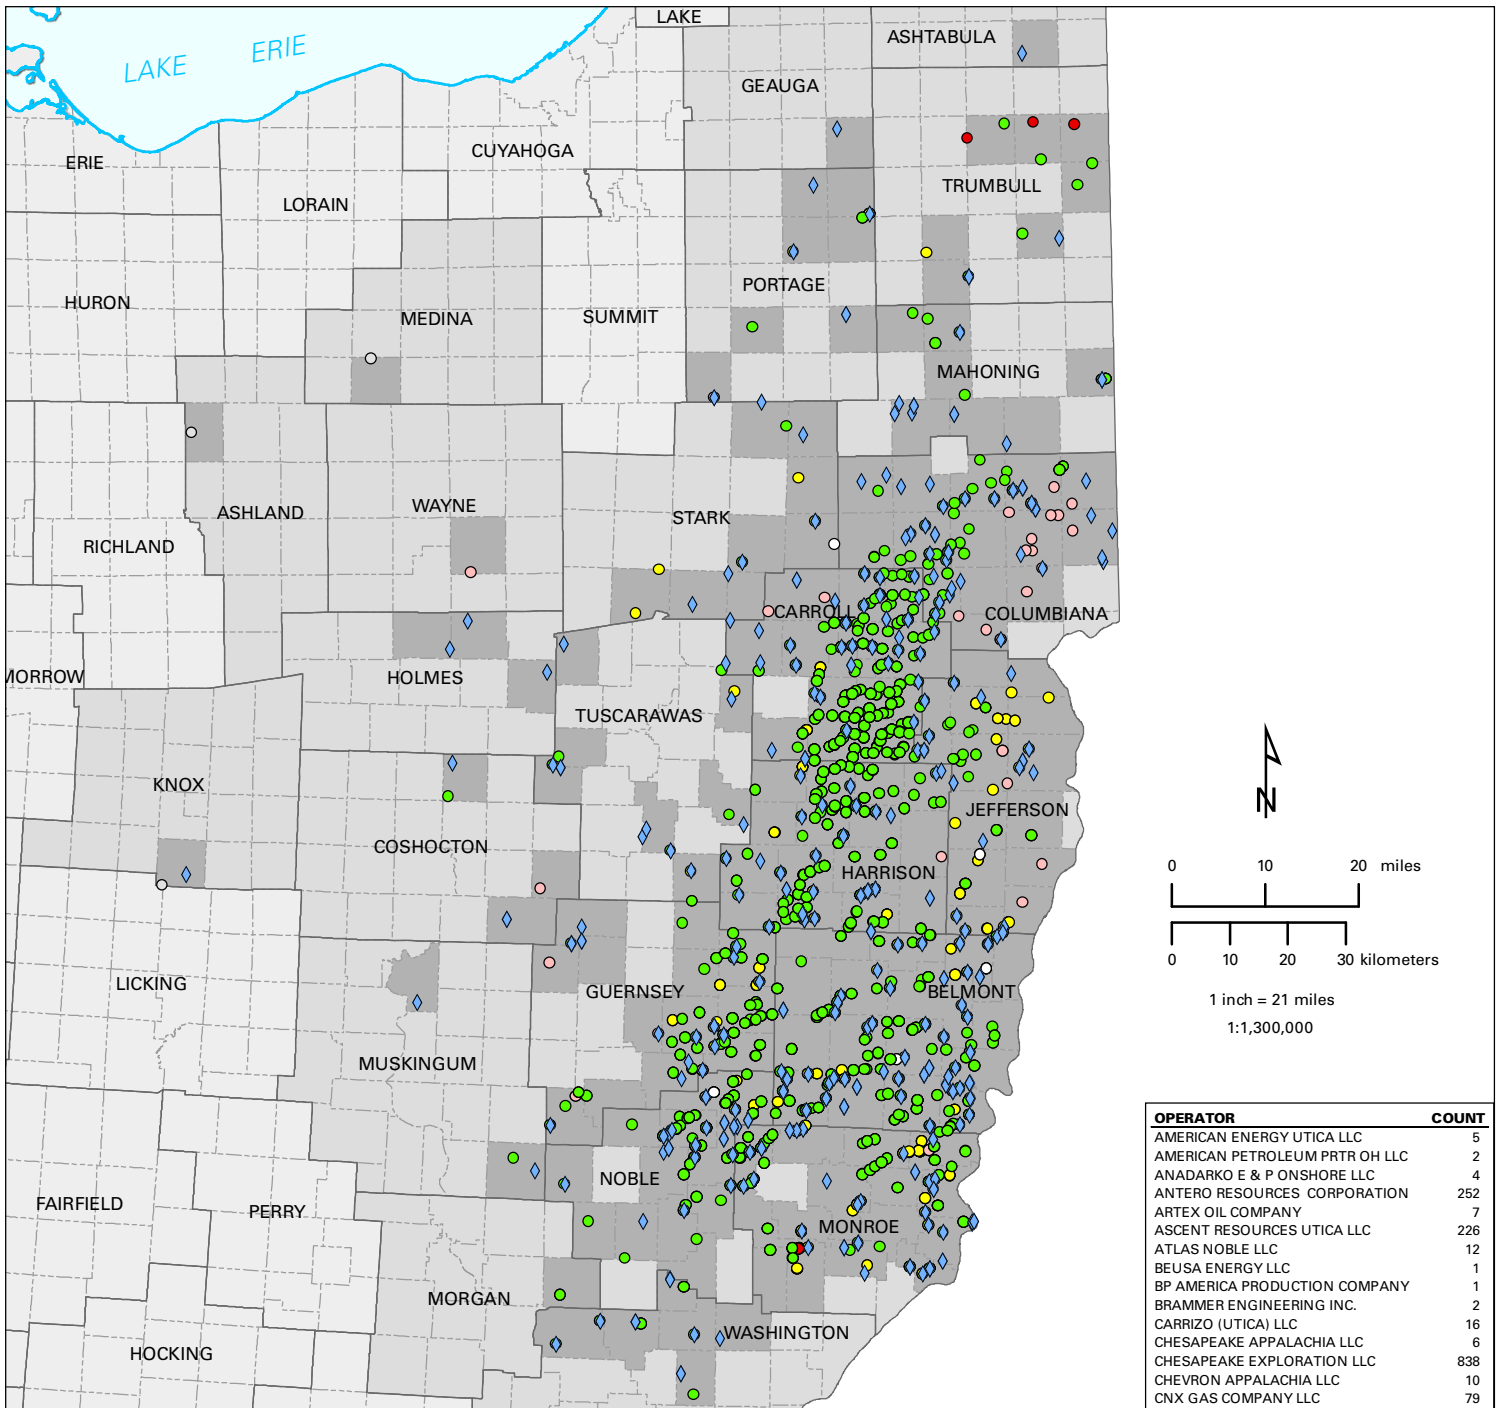 LAKE
ASHTABULA
LAKE ERIE
GEAUGA
CUYAHOGA
ERIE
TRUMBULL
LORAIN
PORTAGE
HURON
MEDINA
SUMMIT
MAHONING
WAYNE
ASHLAND
STARK
RICHLAND
CARROLL
COLUMBIANA
MORROW
HOLMES
TUSCARAWAS
KNOX
JEFFERSON
COSHOCTON
HARRISON
LICKING
GUERNSEY
BELMONT
MUSKINGUM
NOBLE
FAIRFIELD
PERRY
MONROE
MORGAN
WASHINGTON
HOCKING
N
0 10 20 miles
0 10 20 30 kilometers
1 inch = 21 miles
1:1,300,000
OPERATOR COUNT
AMERICAN ENERGY UTICA LLC 5
AMERICAN PETROLEUM PRTR OH LLC 2
ANADARKO E & P ONSHORE LLC 4
ANTERO RESOURCES CORPORATION 252
ARTEX OIL COMPANY 7
ASCENT RESOURCES UTICA LLC 226
ATLAS NOBLE LLC 12
BEUSA ENERGY LLC 1
BP AMERICA PRODUCTION COMPANY 1
BRAMMER ENGINEERING INC. 2
CARRIZO (UTICA) LLC 16
CHESAPEAKE APPALACHIA LLC 6
CHESAPEAKE EXPLORATION LLC 838
CHEVRON APPALACHIA LLC 10
CNX GAS COMPANY LLC 79